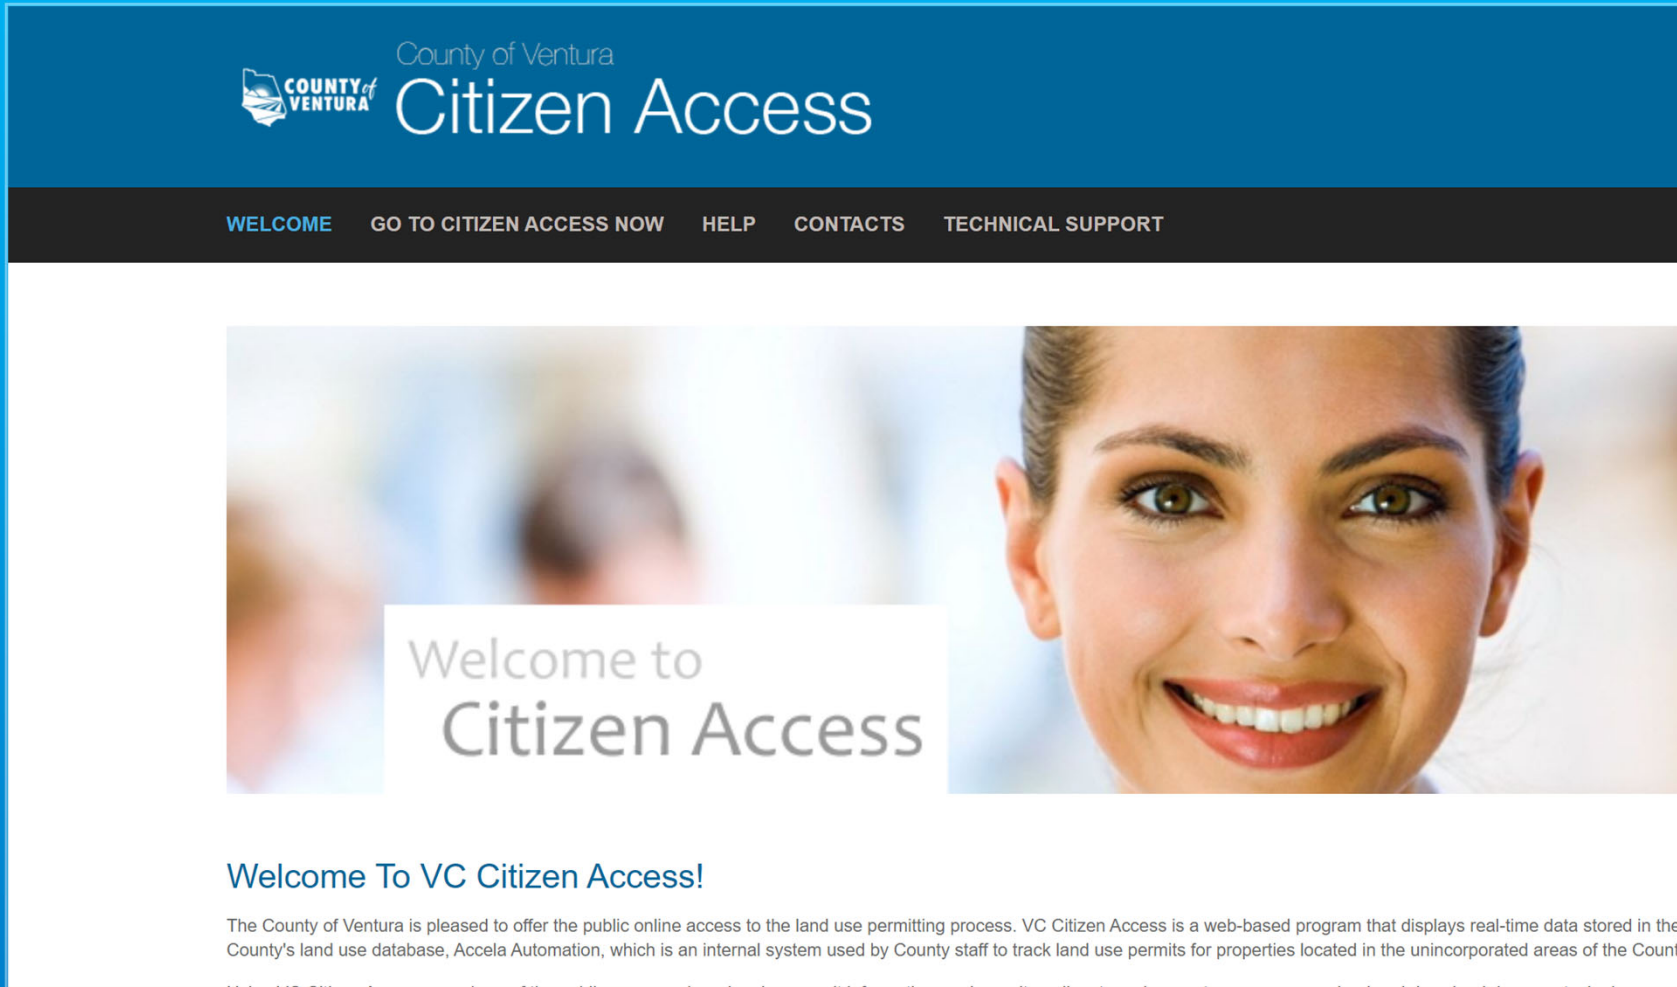 County of Ventura
COUNTY of
VENTURA
Citizen Access
WELCOME GO TO CITIZEN ACCESS NOW HELP CONTACTS TECHNICAL SUPPORT
Welcome to
Citizen Access
Welcome To VC Citizen Access!
The County of Ventura is pleased to offer the public online access to the land use permitting process. VC Citizen Access is a web-based program that displays real-time data stored in the
County's land use database, Accela Automation, which is an internal system used by County staff to track land use permits for properties located in the unincorporated areas of the Count